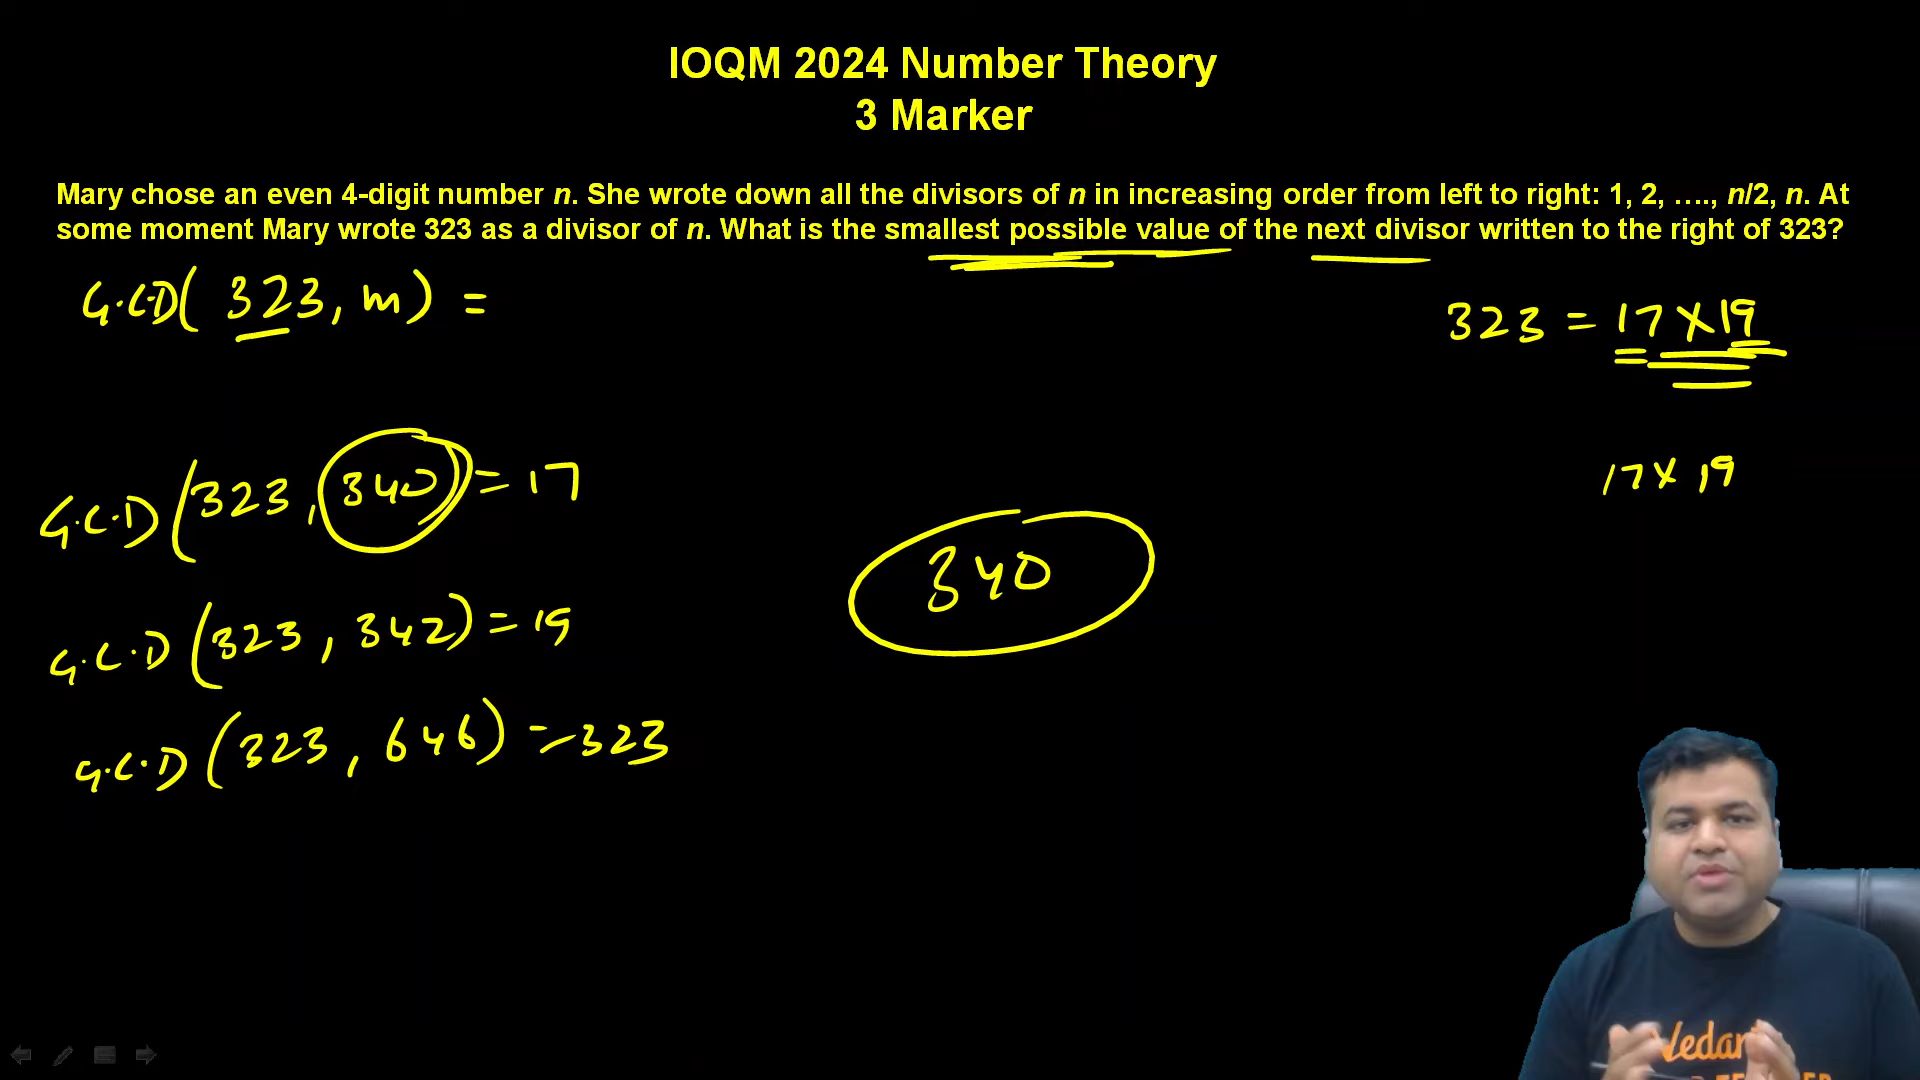 IOQM 2024 Number Theory
3 Marker
Mary chose an even 4-digit number n. She wrote down all the divisors of n in increasing order from left to right: 1, 2, …., n/2, n. At
some moment Mary wrote 323 as a divisor of n. What is the smallest possible value of the next divisor written to the right of 323?
G.C.D( 323, m) =
323 = 17 X 19
G.C.D (323, 340) = 17
17 x 19
340
G.C.D (323, 342) = 19
G.C.D (323, 646) = 323
Vedan